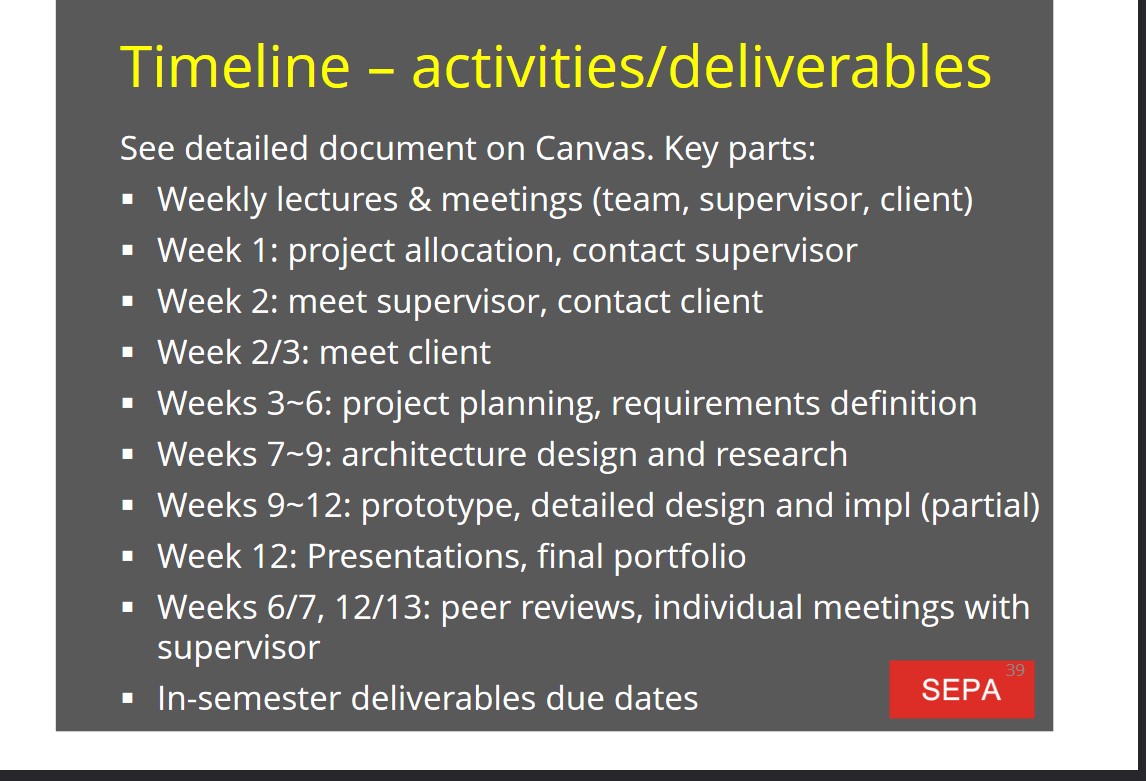 Timeline – activities/deliverables
See detailed document on Canvas. Key parts:
▪ Weekly lectures & meetings (team, supervisor, client)
▪ Week 1: project allocation, contact supervisor
▪ Week 2: meet supervisor, contact client
▪ Week 2/3: meet client
▪ Weeks 3~6: project planning, requirements definition
▪ Weeks 7~9: architecture design and research
▪ Weeks 9~12: prototype, detailed design and impl (partial)
▪ Week 12: Presentations, final portfolio
▪ Weeks 6/7, 12/13: peer reviews, individual meetings with
supervisor
▪ In-semester deliverables due dates
39
SEPA